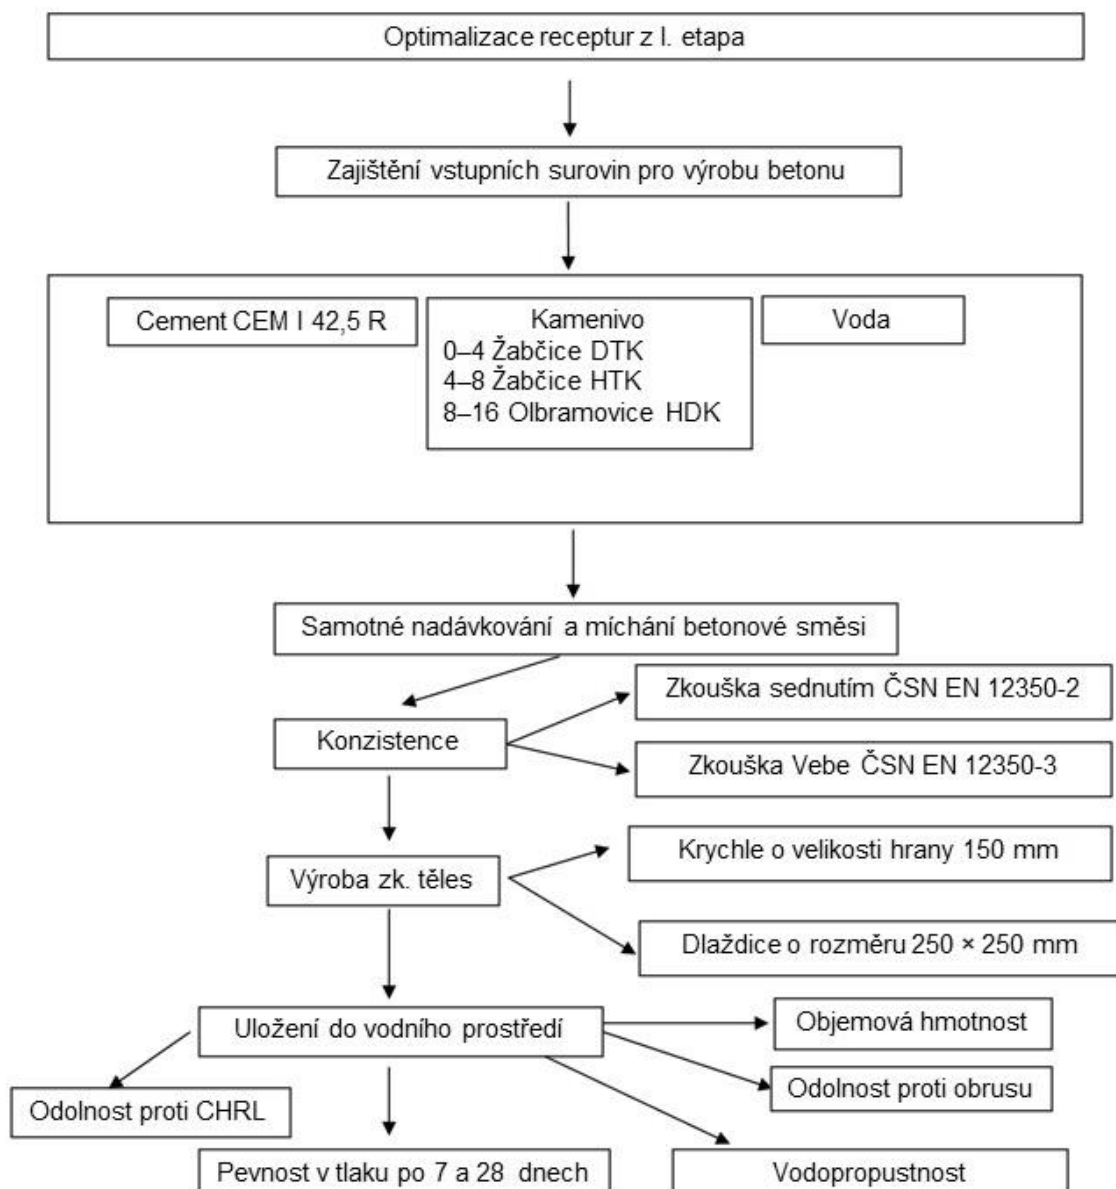 Optimalizace receptur z I. etapa
Zajištění vstupních surovin pro výrobu betonu
Cement CEM I 42,5 R
Kamenivo
0–4 Žabčice DTK
4–8 Žabčice HTK
8–16 Olbramovice HDK
Voda
Samotné nadávkování a míchání betonové směsi
Zkouška sednutím ČSN EN 12350-2
Konzistence
Zkouška Vebe ČSN EN 12350-3
Krychle o velikosti hrany 150 mm
Výroba zk. těles
Dlaždice o rozměru 250 × 250 mm
Uložení do vodního prostředí
Objemová hmotnost
Odolnost proti obrusu
Odolnost proti CHRL
Pevnost v tlaku po 7 a 28 dnech
Vodopropustnost